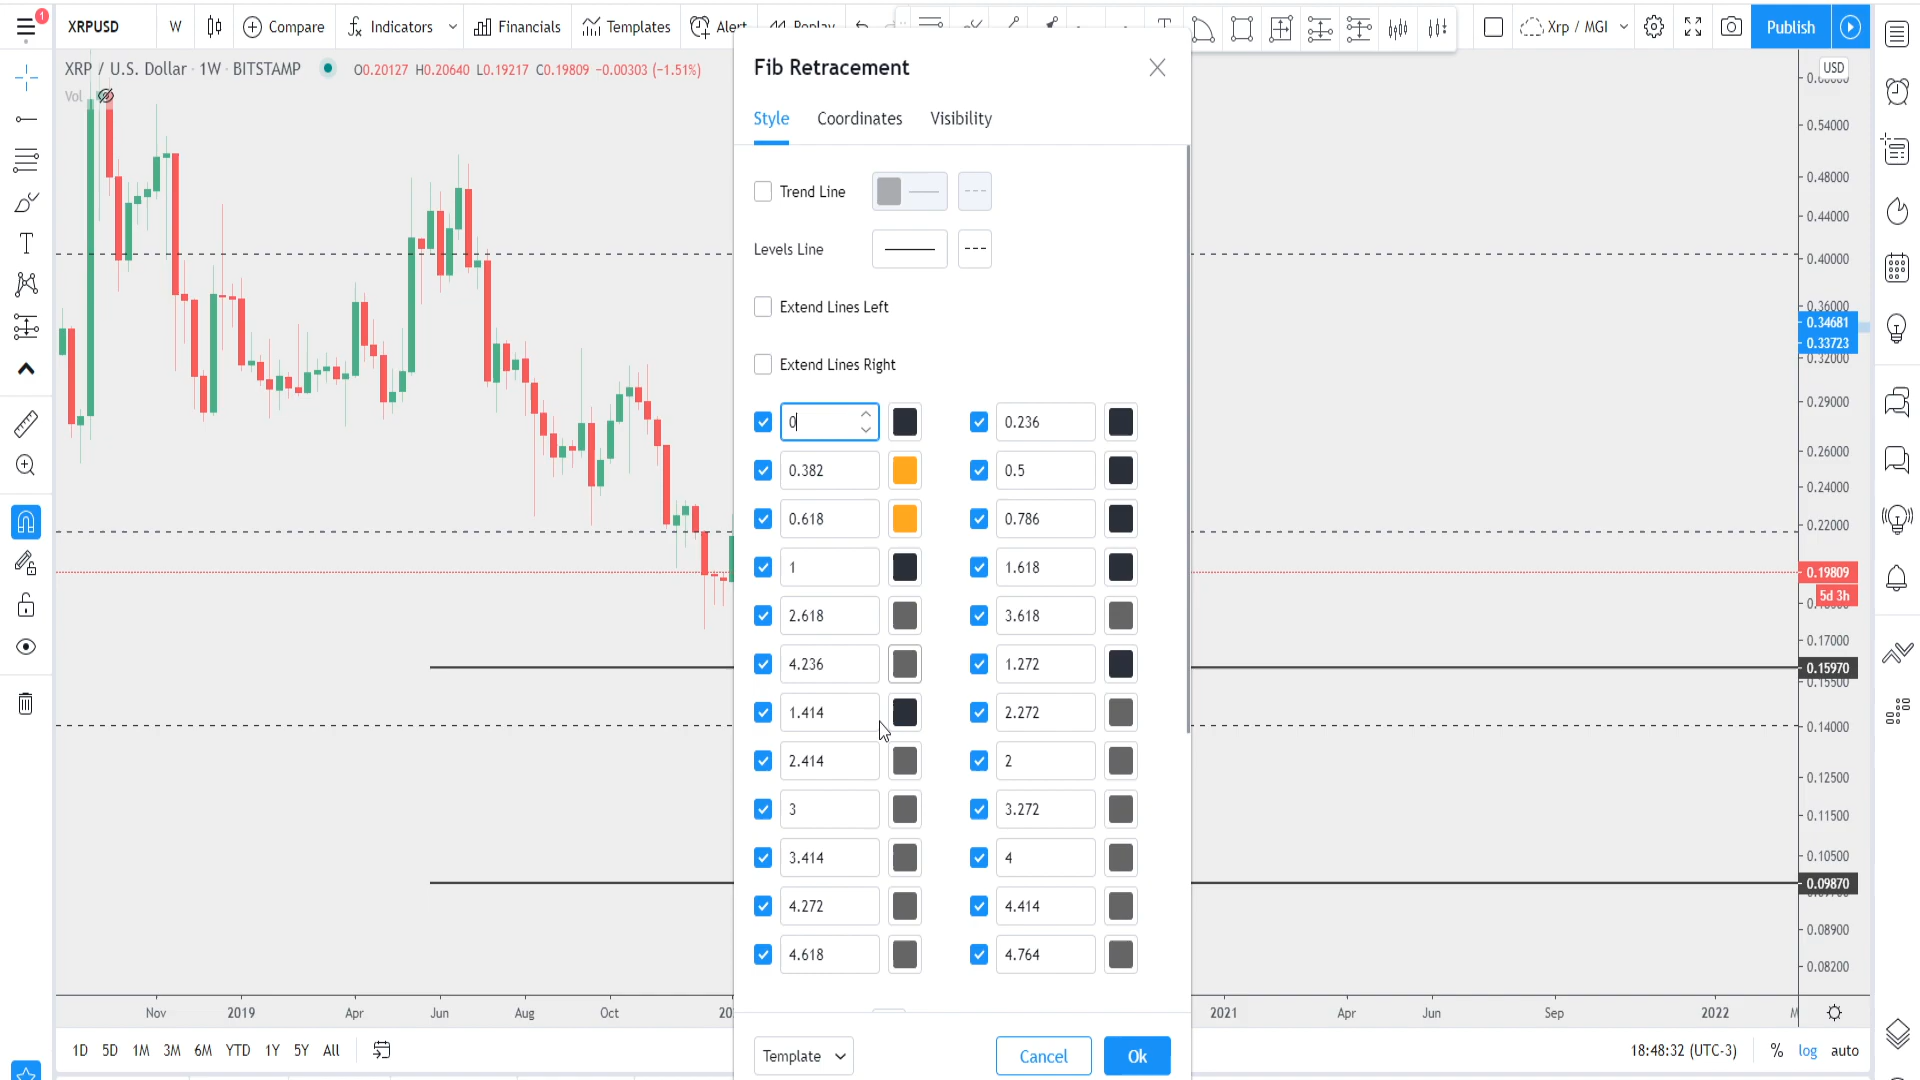 1
XRPUSD
W
Compare
Indicators
Financials
Templates
Alert
Replay
Xrp / MGI
Publish
XRP / U.S. Dollar · 1W · BITSTAMP
O0.20127 H0.20640 L0.19217 C0.19809 −0.00303 (−1.51%)
Vol
Fib Retracement
Style Coordinates Visibility
Trend Line
Levels Line
Extend Lines Left
Extend Lines Right
0 0.236
0.382 0.5
0.618 0.786
1 1.618
2.618 3.618
4.236 1.272
1.414 2.272
2.414 2
3 3.272
3.414 4
4.272 4.414
4.618 4.764
Template
Cancel
Ok
USD
0.54000
0.48000
0.44000
0.40000
0.36000
0.34681
0.33723
0.32000
0.29000
0.26000
0.24000
0.22000
0.19809
5d 3h
0.17000
0.15970
0.15500
0.14000
0.12500
0.11500
0.10500
0.09870
0.08900
0.08200
Nov 2019 Apr Jun Aug Oct 2021 Apr Jun Sep 2022
1D 5D 1M 3M 6M YTD 1Y 5Y All
18:48:32 (UTC-3) % log auto